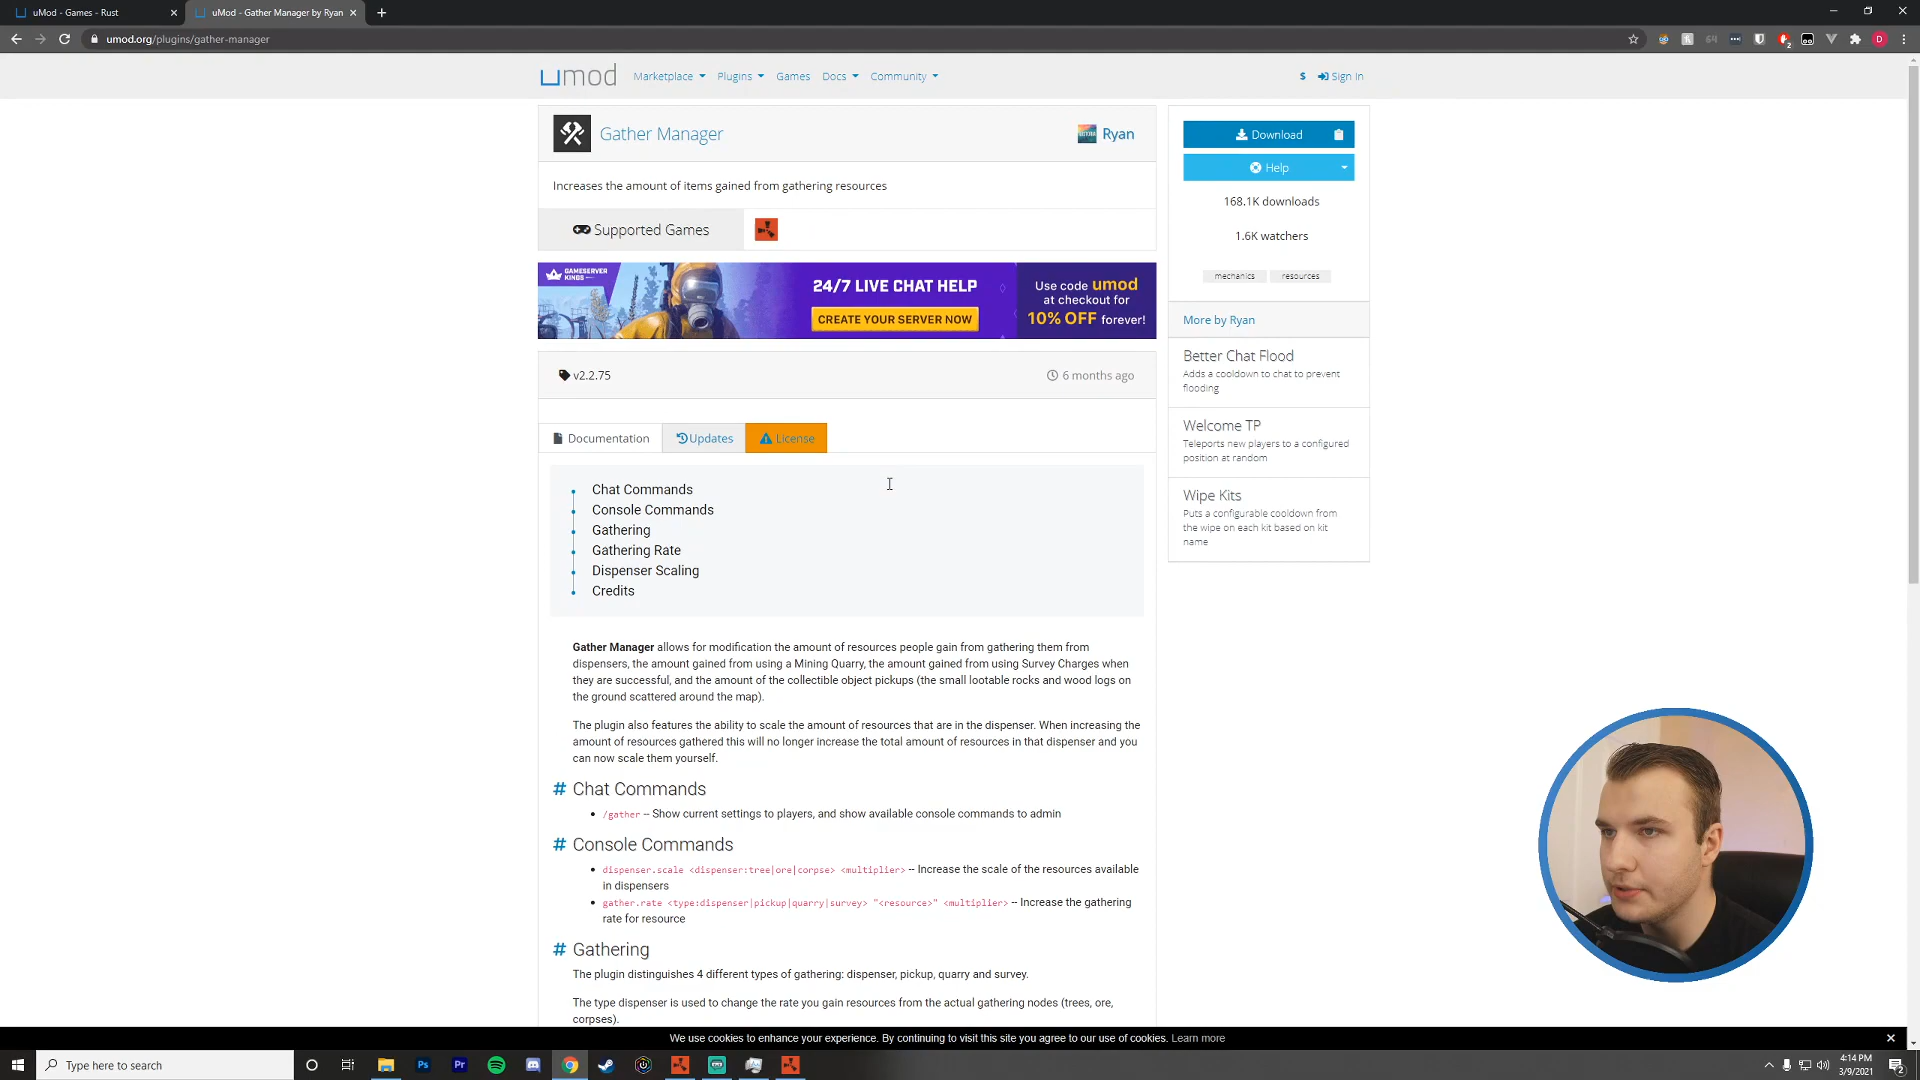 uMod - Games - Rust
uMod - Gather Manager by Ryan
umod.org/plugins/gather-manager
umod
Marketplace
Plugins
Games
Docs
Community
$
Sign In
Gather Manager
Ryan
Increases the amount of items gained from gathering resources
Supported Games
GAMESERVER
KINGS
24/7 LIVE CHAT HELP
CREATE YOUR SERVER NOW
Use code umod
at checkout for
10% OFF forever!
v2.2.75
6 months ago
Documentation
Updates
License
Chat Commands
Console Commands
Gathering
Gathering Rate
Dispenser Scaling
Credits
Gather Manager allows for modification the amount of resources people gain from gathering them from
dispensers, the amount gained from using a Mining Quarry, the amount gained from using Survey Charges when
they are successful, and the amount of the collectible object pickups (the small lootable rocks and wood logs on
the ground scattered around the map).
The plugin also features the ability to scale the amount of resources that are in the dispenser. When increasing the
amount of resources gathered this will no longer increase the total amount of resources in that dispenser and you
can now scale them yourself.
# Chat Commands
/gather -- Show current settings to players, and show available console commands to admin
# Console Commands
dispenser.scale <dispenser:tree|ore|corpse> <multiplier> -- Increase the scale of the resources available
in dispensers
gather.rate <type:dispenser|pickup|quarry|survey> "<resource>" <multiplier> -- Increase the gathering
rate for resource
# Gathering
The plugin distinguishes 4 different types of gathering: dispenser, pickup, quarry and survey.
The type dispenser is used to change the rate you gain resources from the actual gathering nodes (trees, ore,
corpses).
Download
Help
168.1K downloads
1.6K watchers
mechanics
resources
More by Ryan
Better Chat Flood
Adds a cooldown to chat to prevent
flooding
Welcome TP
Teleports new players to a configured
position at random
Wipe Kits
Puts a configurable cooldown from
the wipe on each kit based on kit
name
We use cookies to enhance your experience. By continuing to visit this site you agree to our use of cookies. Learn more
Type here to search
Ps
Pr
4:14 PM
3/9/2021